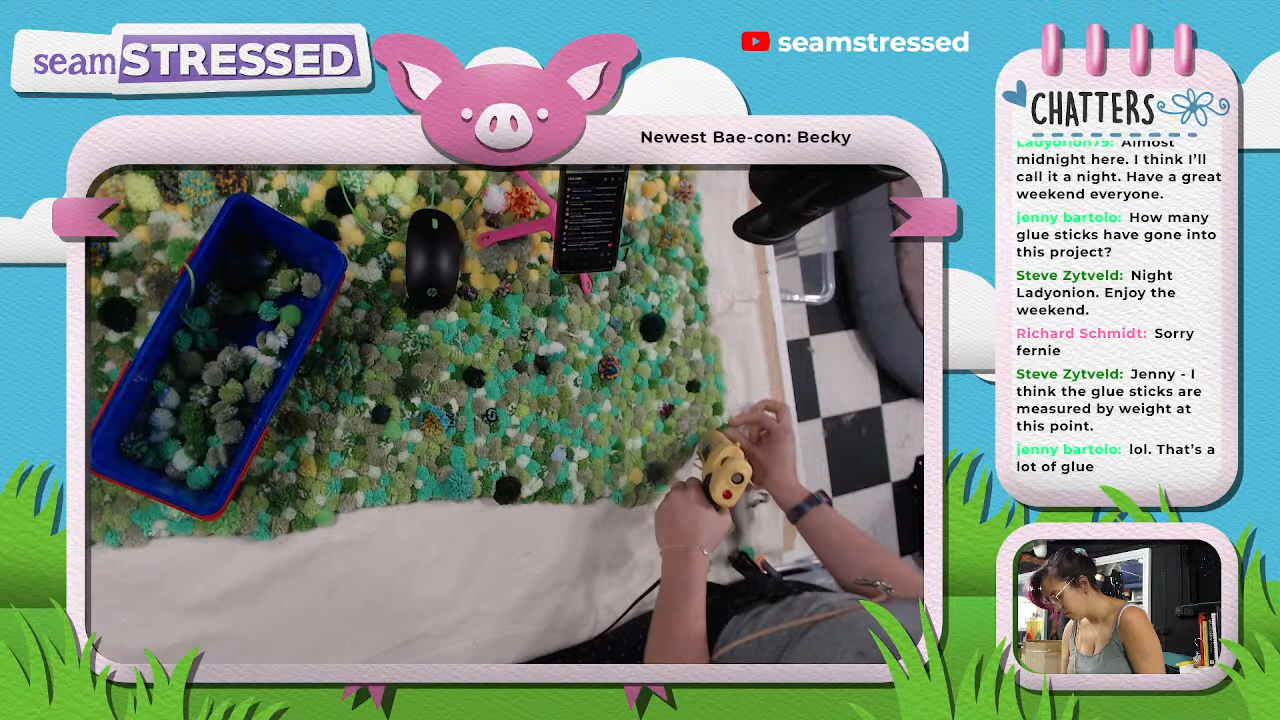 seamSTRESSED
seamstressed
Newest Bae-con: Becky
CHATTERS
Ladyonion79: Almost
midnight here. I think I'll
call it a night. Have a great
weekend everyone.
jenny bartolo: How many
glue sticks have gone into
this project?
Steve Zytveld: Night
Ladyonion. Enjoy the
weekend.
Richard Schmidt: Sorry
fernie
Steve Zytveld: Jenny - I
think the glue sticks are
measured by weight at
this point.
jenny bartolo: lol. That's a
lot of glue
hp